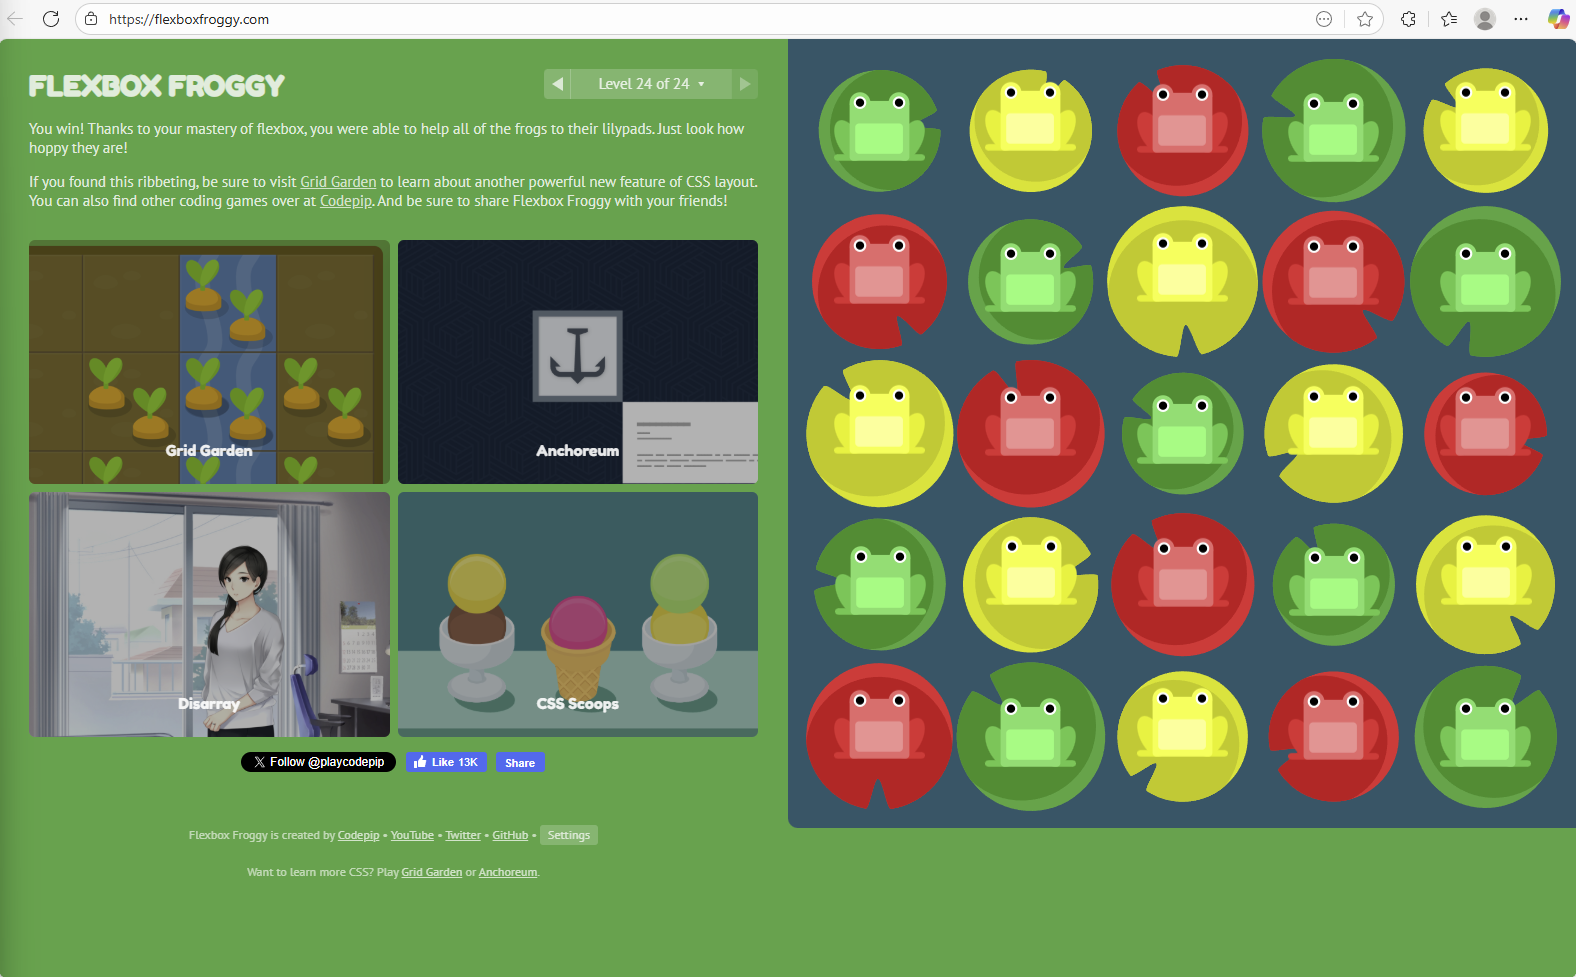 https://flexboxfroggy.com
FLEXBOX FROGGY
Level 24 of 24
You win! Thanks to your mastery of flexbox, you were able to help all of the frogs to their lilypads. Just look how
hoppy they are!
If you found this ribbeting, be sure to visit Grid Garden to learn about another powerful new feature of CSS layout.
You can also find other coding games over at Codepip. And be sure to share Flexbox Froggy with your friends!
Grid Garden
Anchoreum
Disarray
CSS Scoops
Follow @playcodepip
Like 13K
Share
Flexbox Froggy is created by Codepip • YouTube • Twitter • GitHub • Settings
Want to learn more CSS? Play Grid Garden or Anchoreum.